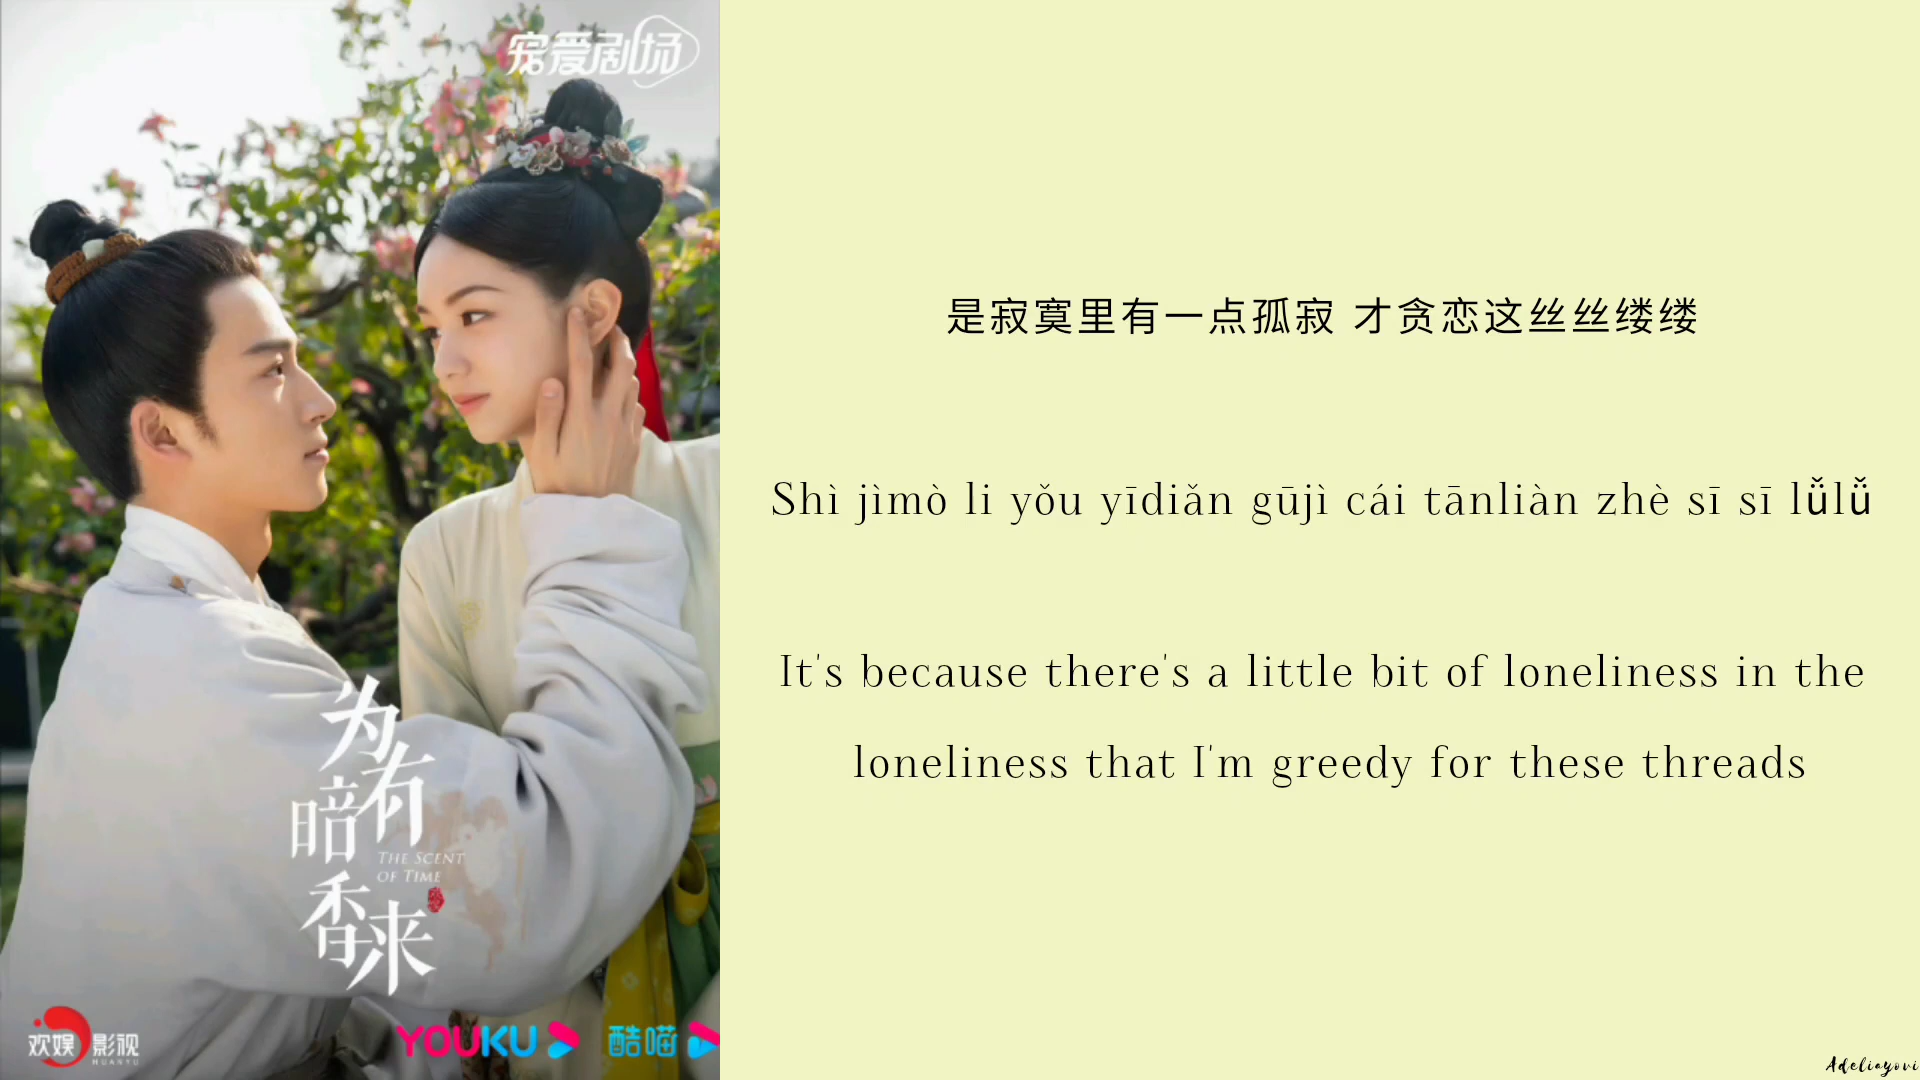 宠爱剧场
为有
暗香来
THE SCENT
OF TIME
欢娱影视
HUANYU
YOUKU
酷喵
是寂寞里有一点孤寂 才贪恋这丝丝缕缕
Shì jìmò li yǒu yīdiǎn gūjì cái tānliàn zhè sī sī lǚlǚ
It's because there's a little bit of loneliness in the
loneliness that I'm greedy for these threads
Adeliayovi